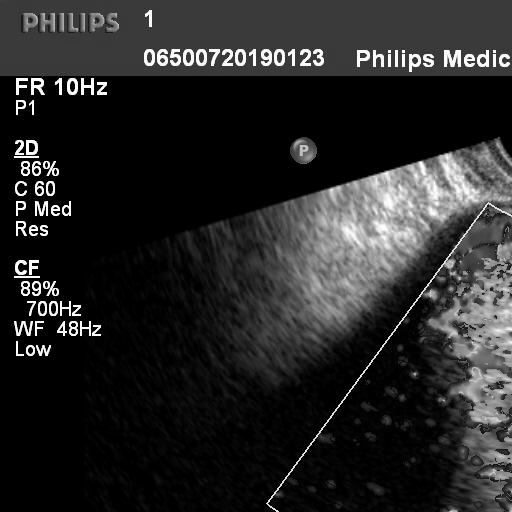 PHILIPS
1
06500720190123
Philips Medic
FR 10Hz
P1
P
2D
86%
C 60
P Med
Res
CF
89%
700Hz
WF 48Hz
Low